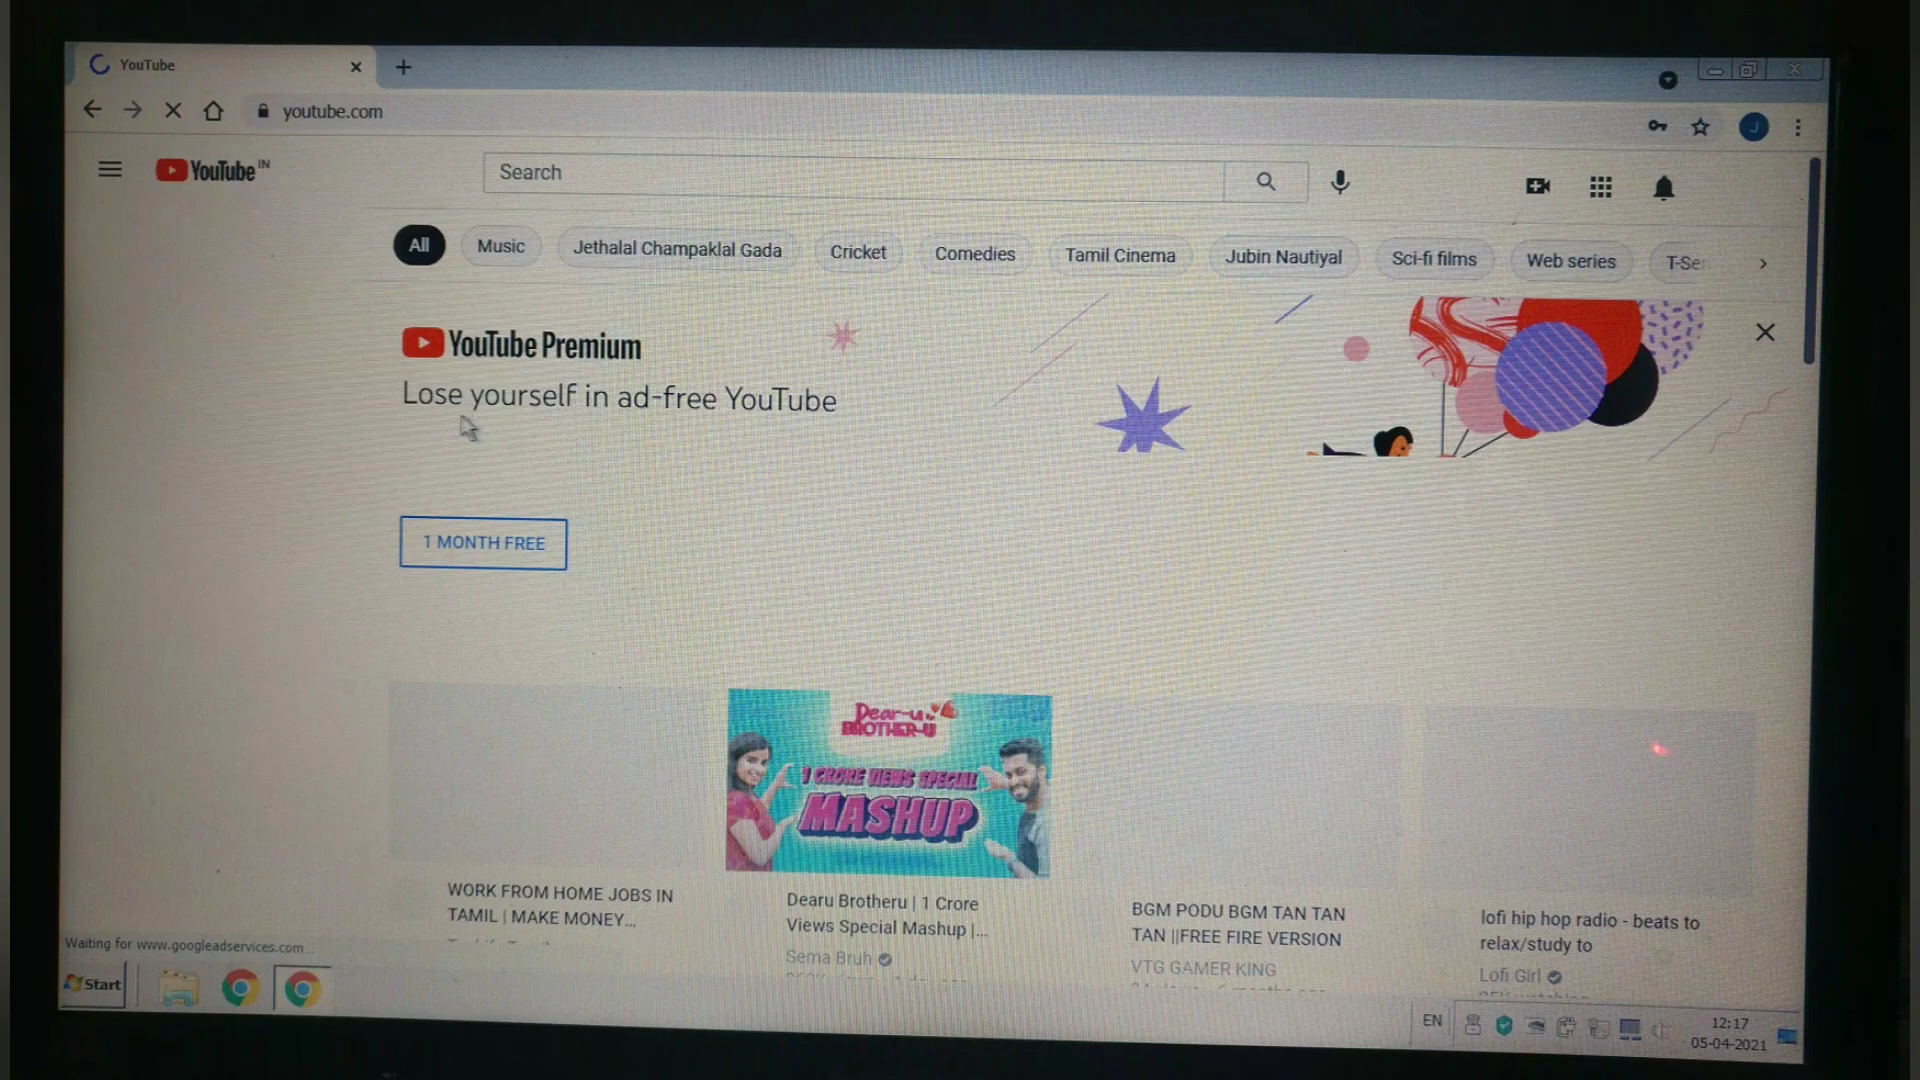 YouTube
youtube.com
J
YouTube IN
Search
All
Music
Jethalal Champaklal Gada
Cricket
Comedies
Tamil Cinema
Jubin Nautiyal
Sci-fi films
Web series
T-Se
YouTube Premium
Lose yourself in ad-free YouTube
1 MONTH FREE
Dear-u
BROTHER-U
1 CRORE VIEWS SPECIAL
MASHUP
WORK FROM HOME JOBS IN
TAMIL | MAKE MONEY...
Dearu Brotheru | 1 Crore
Views Special Mashup |...
Sema Bruh
BGM PODU BGM TAN TAN
TAN ||FREE FIRE VERSION
VTG GAMER KING
lofi hip hop radio - beats to
relax/study to
Lofi Girl
Waiting for www.googleadservices.com...
Start
EN
12:17
05-04-2021